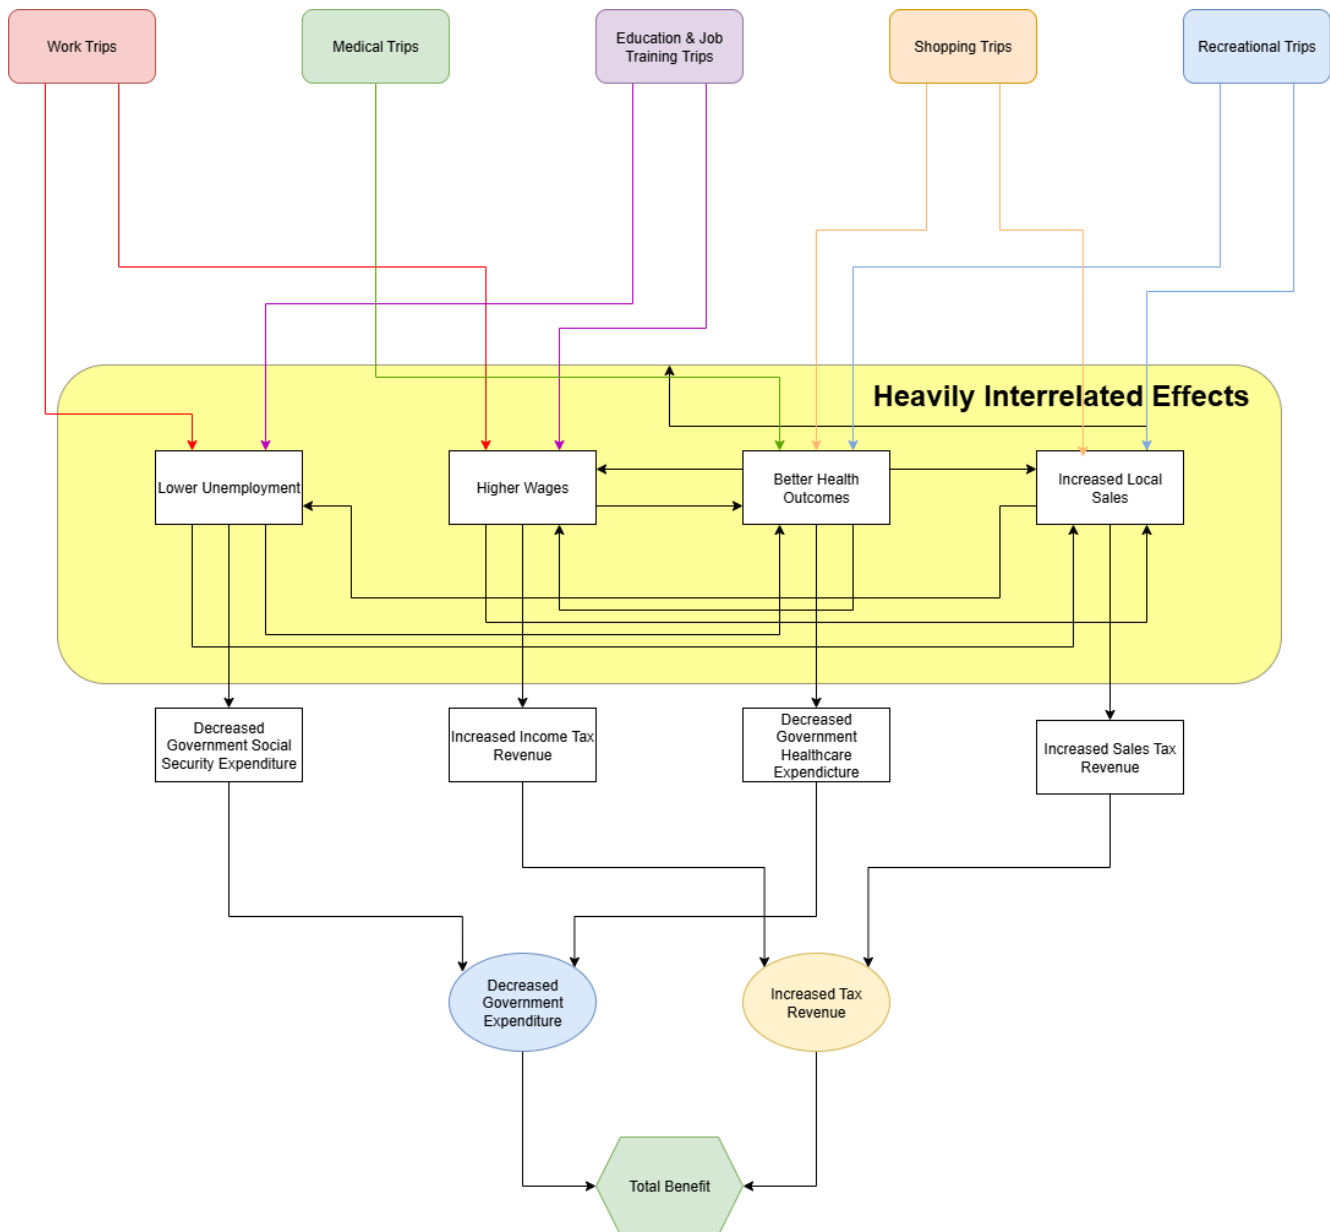 Work Trips
Medical Trips
Education & Job
Training Trips
Shopping Trips
Recreational Trips
Heavily Interrelated Effects
Lower Unemployment
Higher Wages
Better Health
Outcomes
Increased Local
Sales
Decreased
Government Social
Security Expenditure
Increased Income Tax
Revenue
Decreased
Government
Healthcare
Expendicture
Increased Sales Tax
Revenue
Decreased
Government
Expenditure
Increased Tax
Revenue
Total Benefit